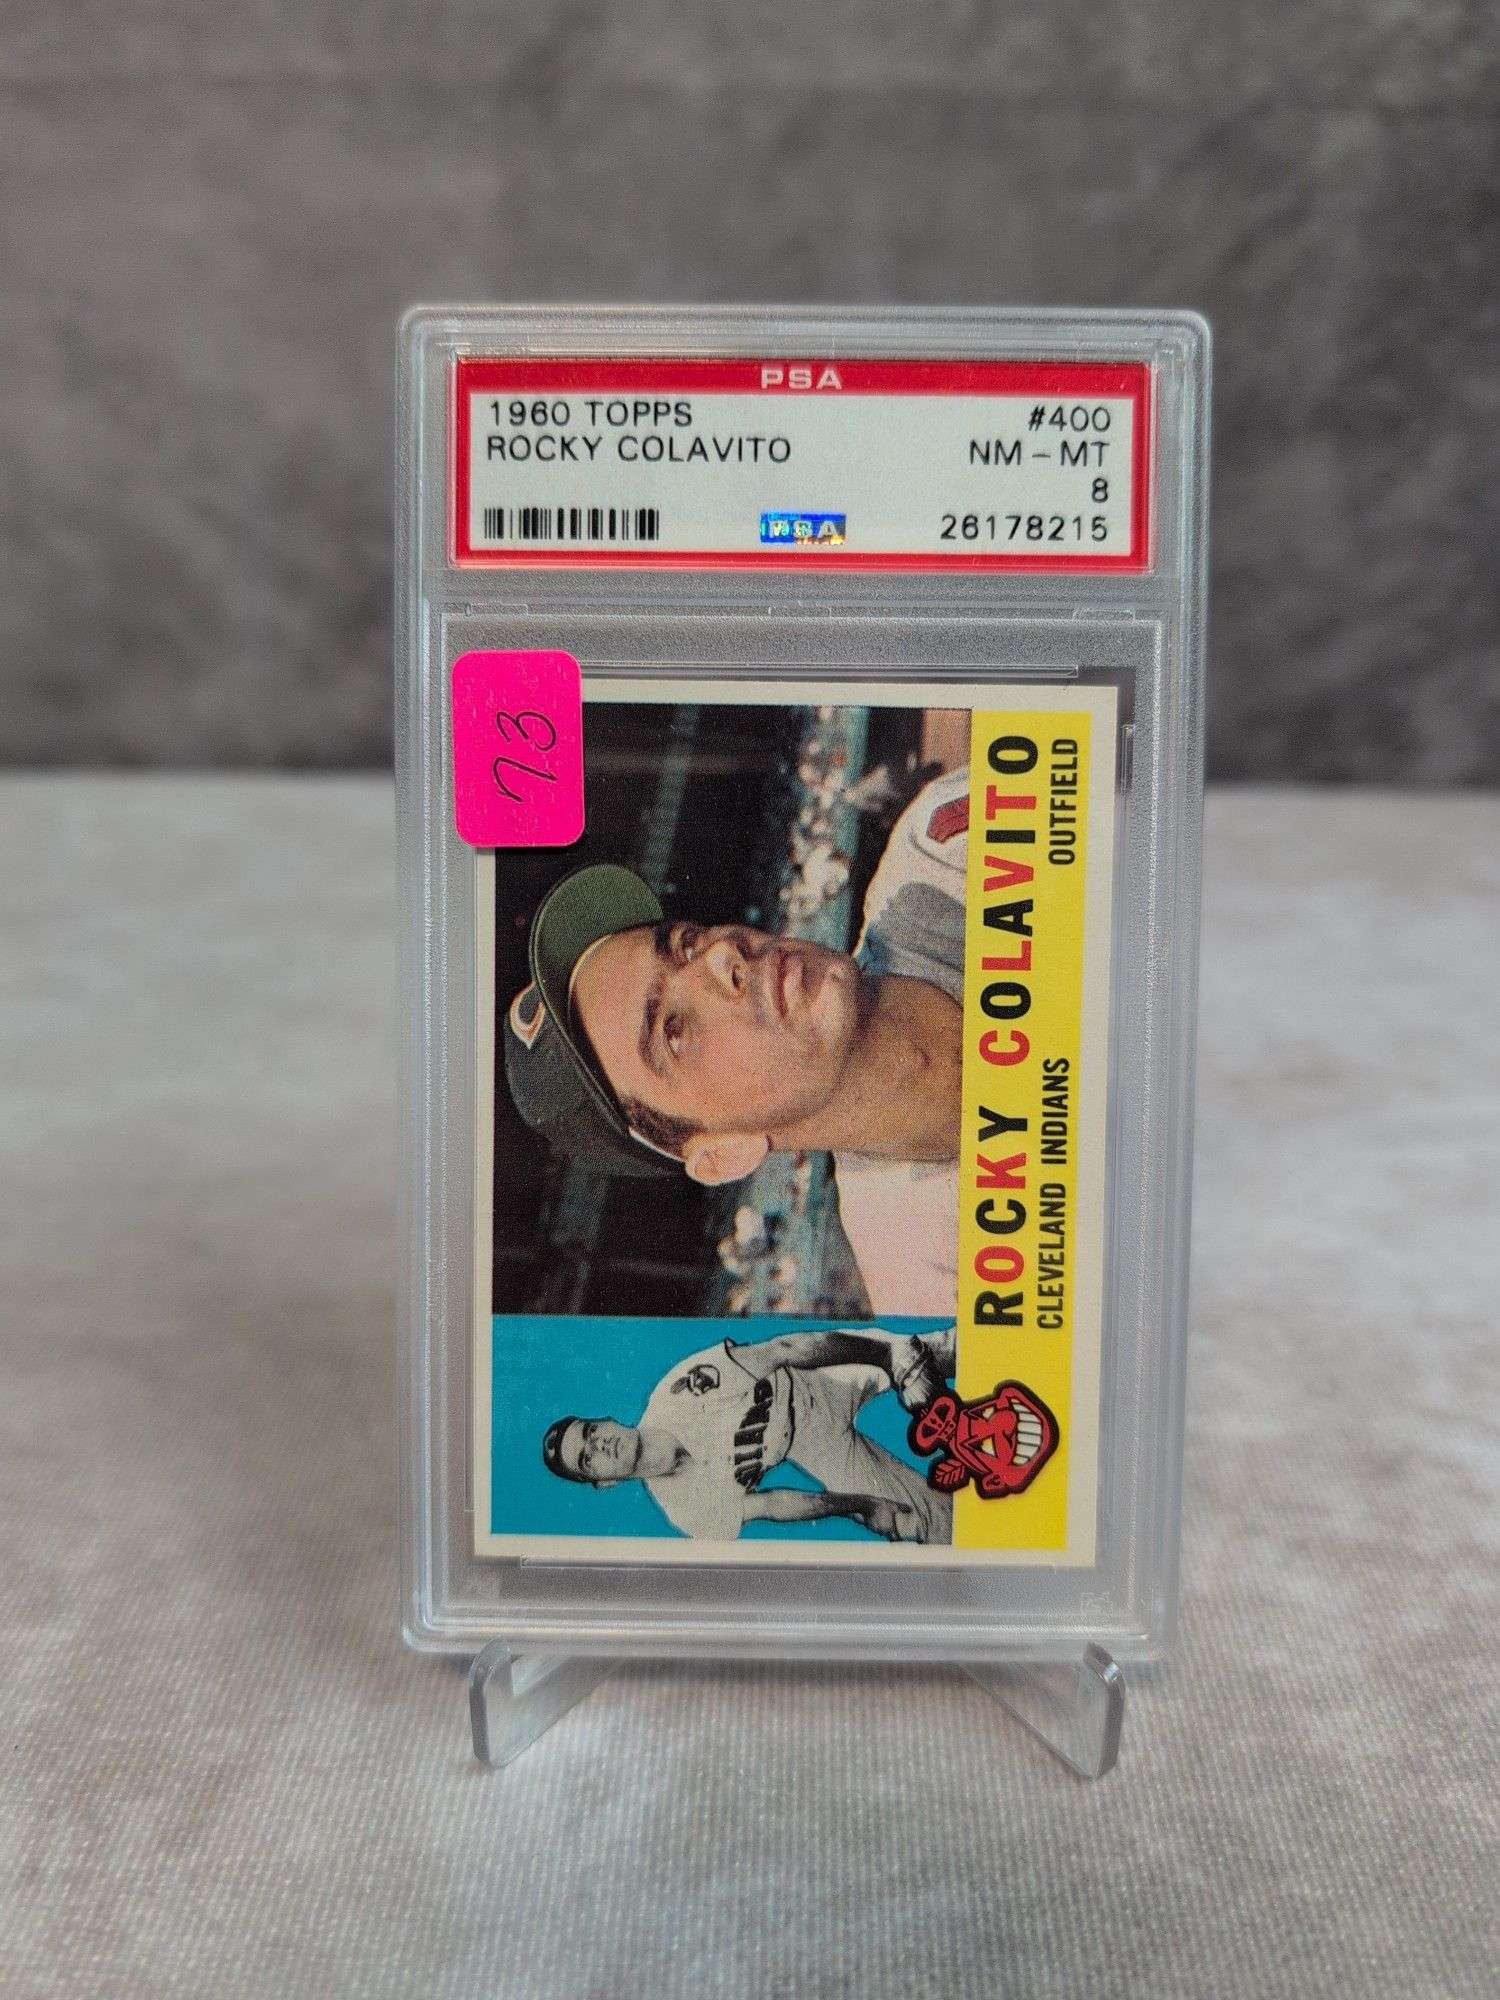 PSA
1960 TOPPS #400
ROCKY COLAVITO NM - MT
8
PSA 26178215
73
ROCKY COLAVITO
CLEVELAND INDIANS OUTFIELD